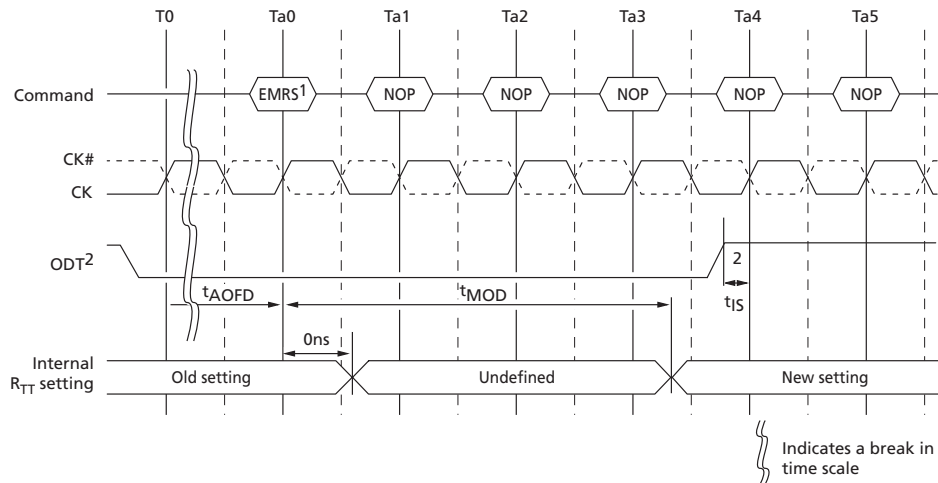 T0 Ta0 Ta1 Ta2 Ta3 Ta4 Ta5
Command EMRS1 NOP NOP NOP NOP NOP
CK#
CK
ODT2
2
tAOFD tMOD tIS
0ns
Internal
RTT setting Old setting Undefined New setting
Indicates a break in
time scale